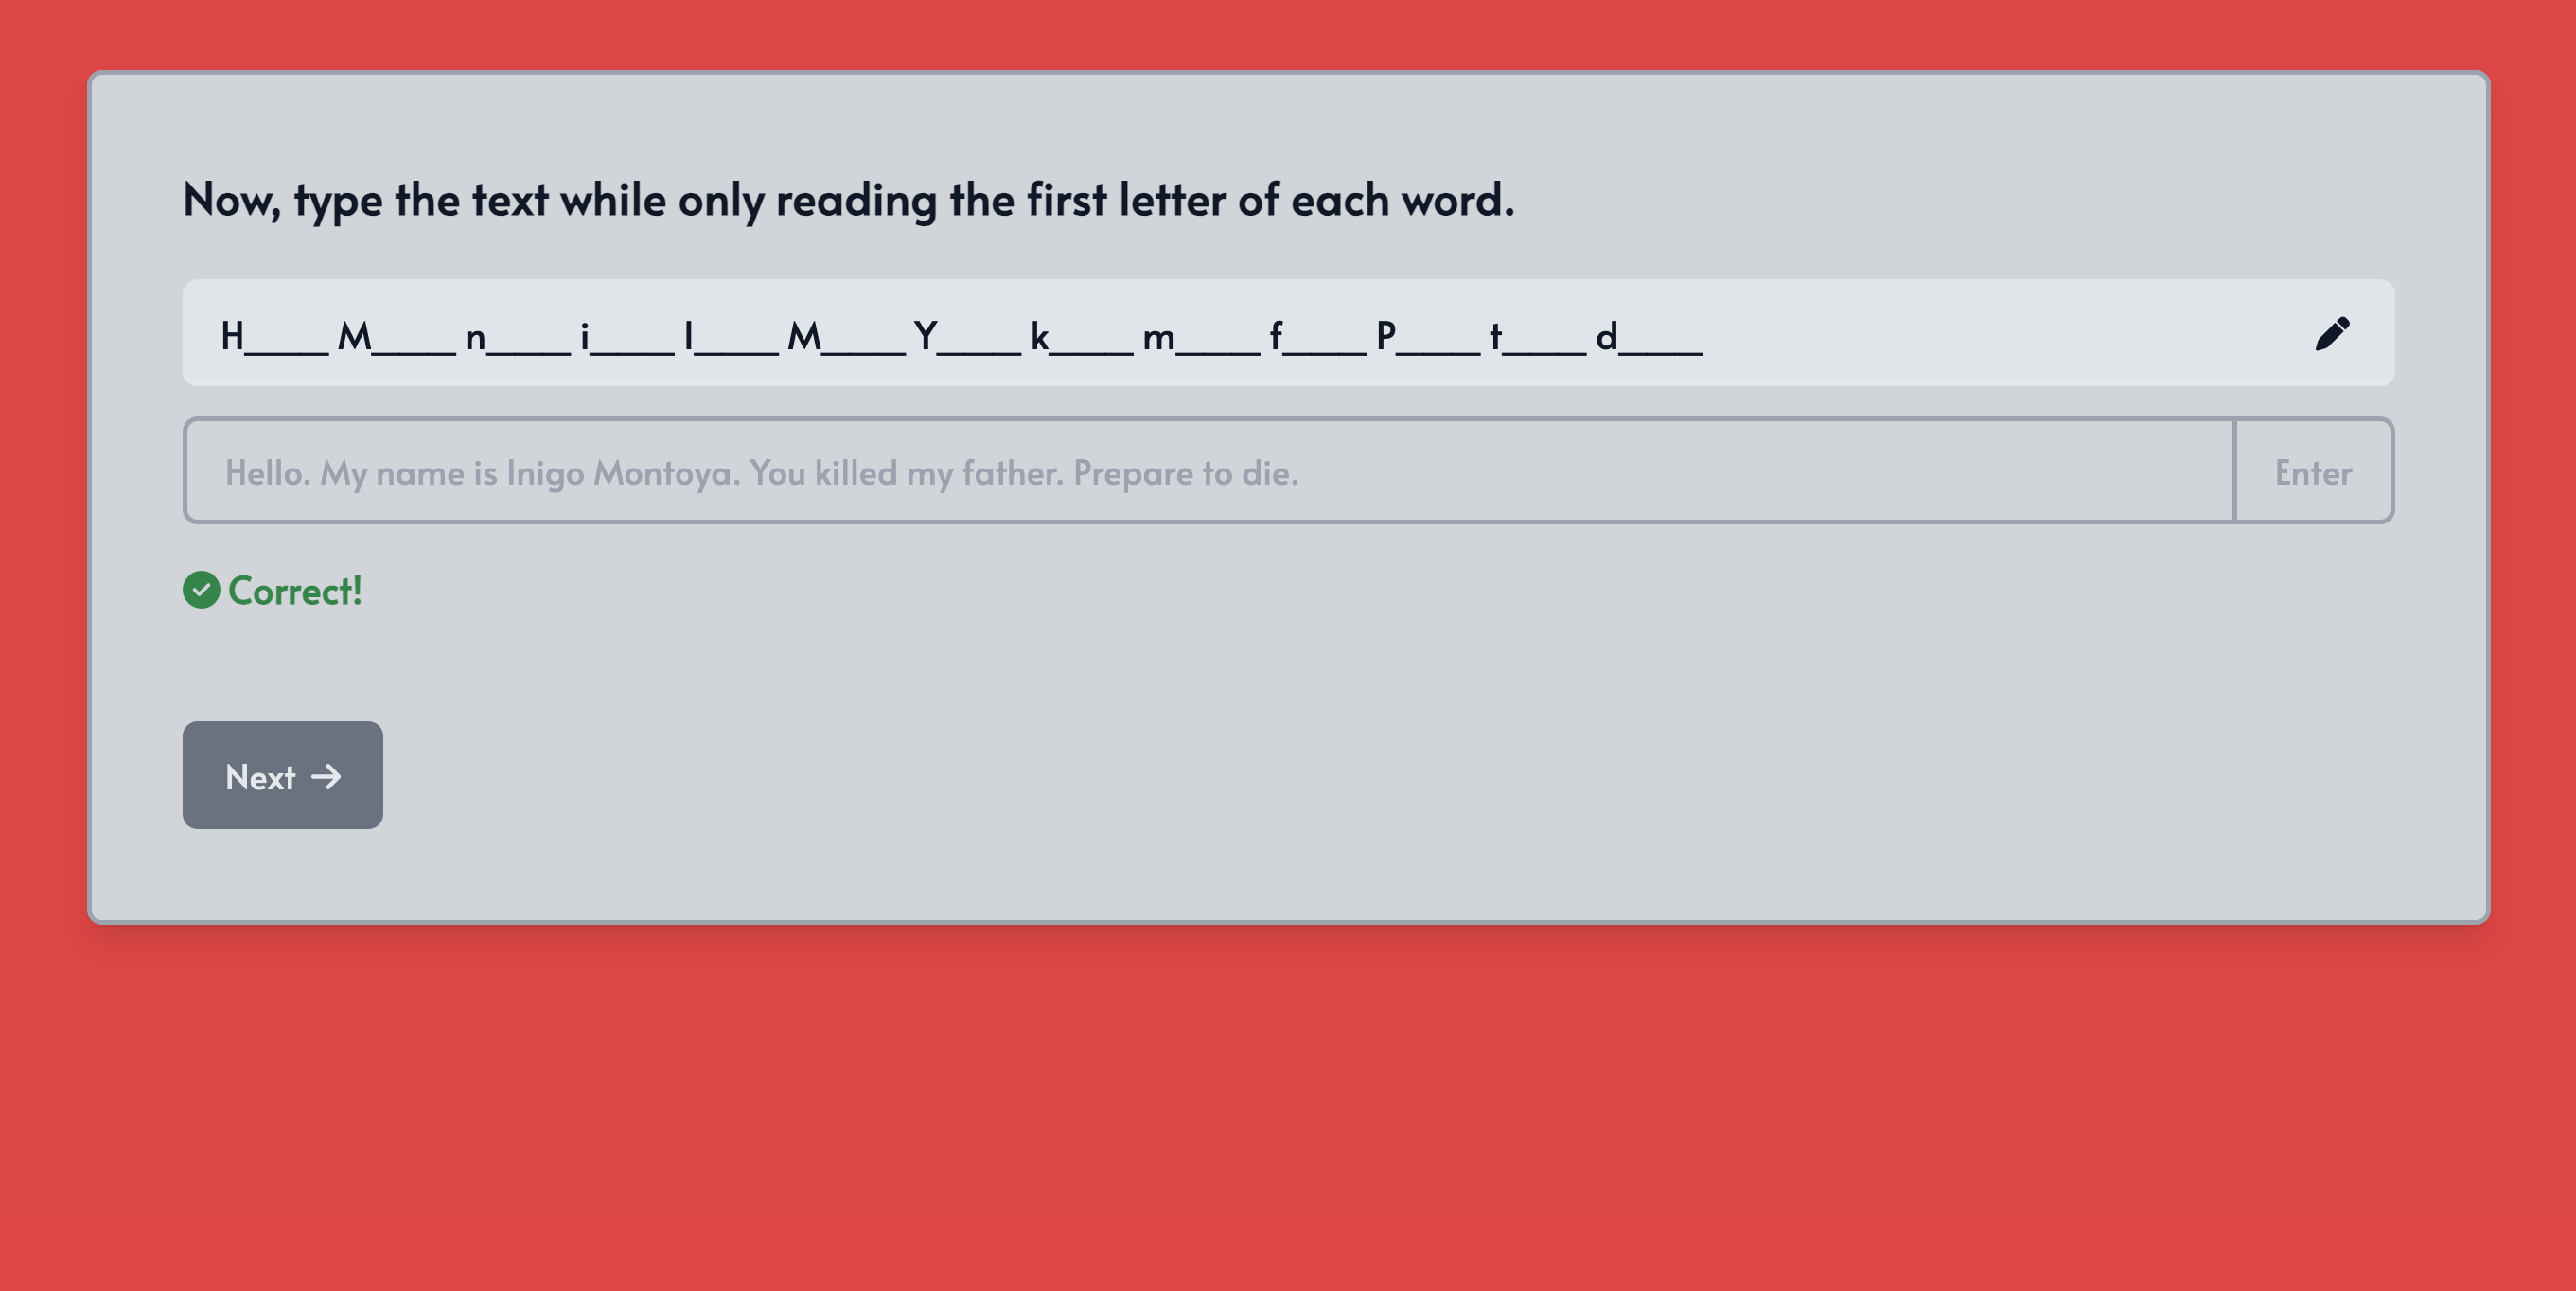 Now, type the text while only reading the first letter of each word.
H____ M____ n____ i____ I____ M____ Y____ k____ m____ f____ P____ t____ d____
Hello. My name is Inigo Montoya. You killed my father. Prepare to die.
Enter
Correct!
Next